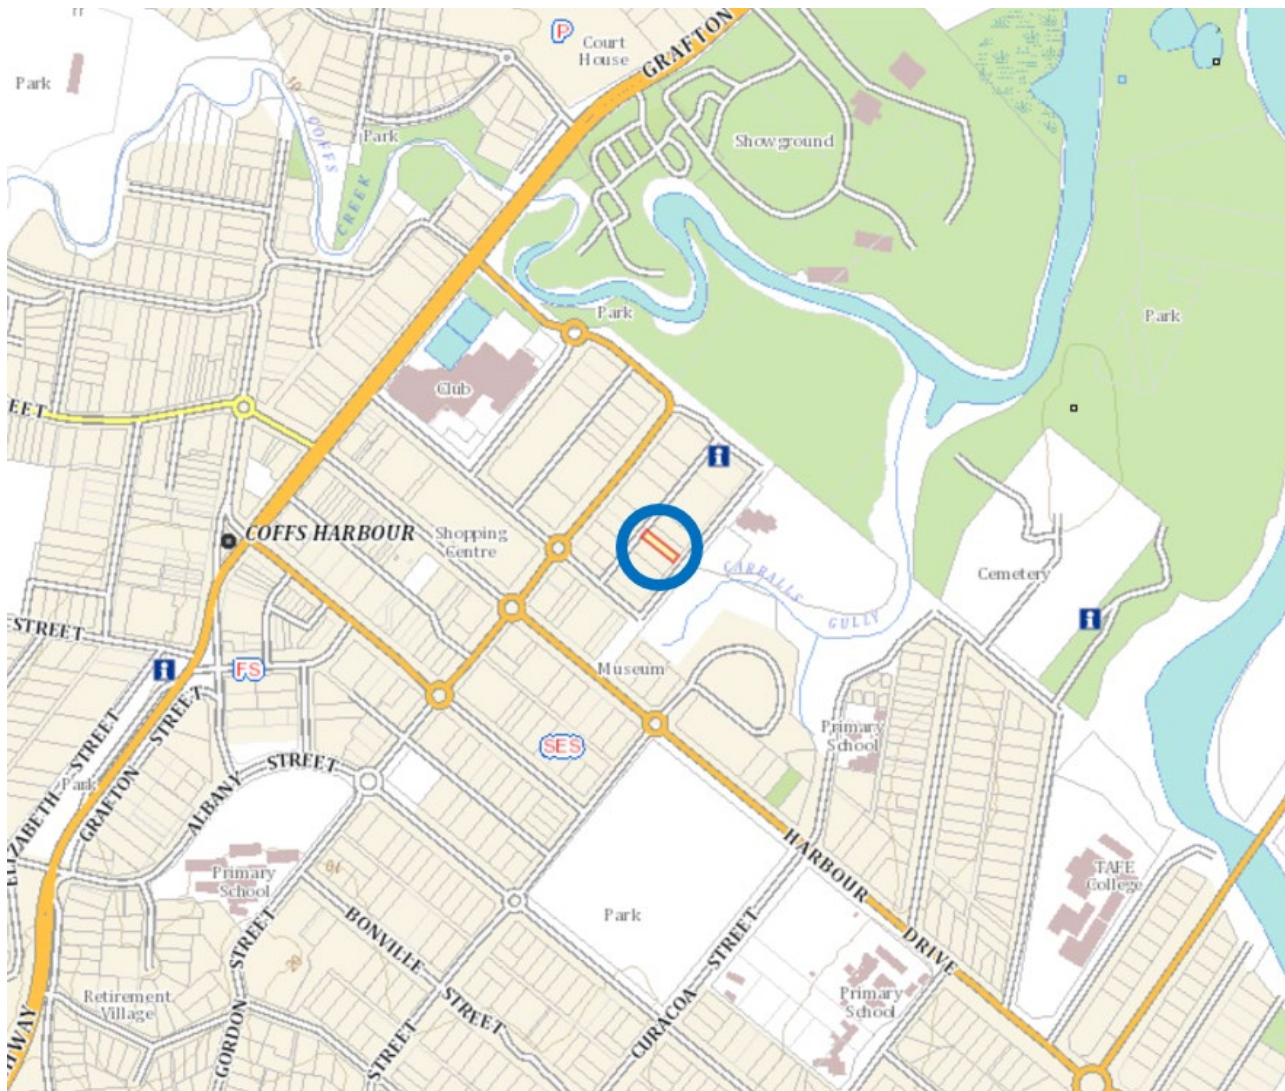 P
Court
House
GRAFTON
Park
Park
Showground
COFFS
CREEK
Park
Park
Club
EET
COFFS HARBOUR
Shopping
Centre
CARRALLS
GULLY
Cemetery
STREET
FS
Museum
SES
Primary
School
ELIZABETH STREET
GRAFTON STREET
Park
ALBANY STREET
Primary
School
10
HARBOUR DRIVE
TAFE
College
Park
BONVILLE
STREET
GORDON STREET
STREET
CURACOA STREET
Primary
School
Retirement
Village
HWAY